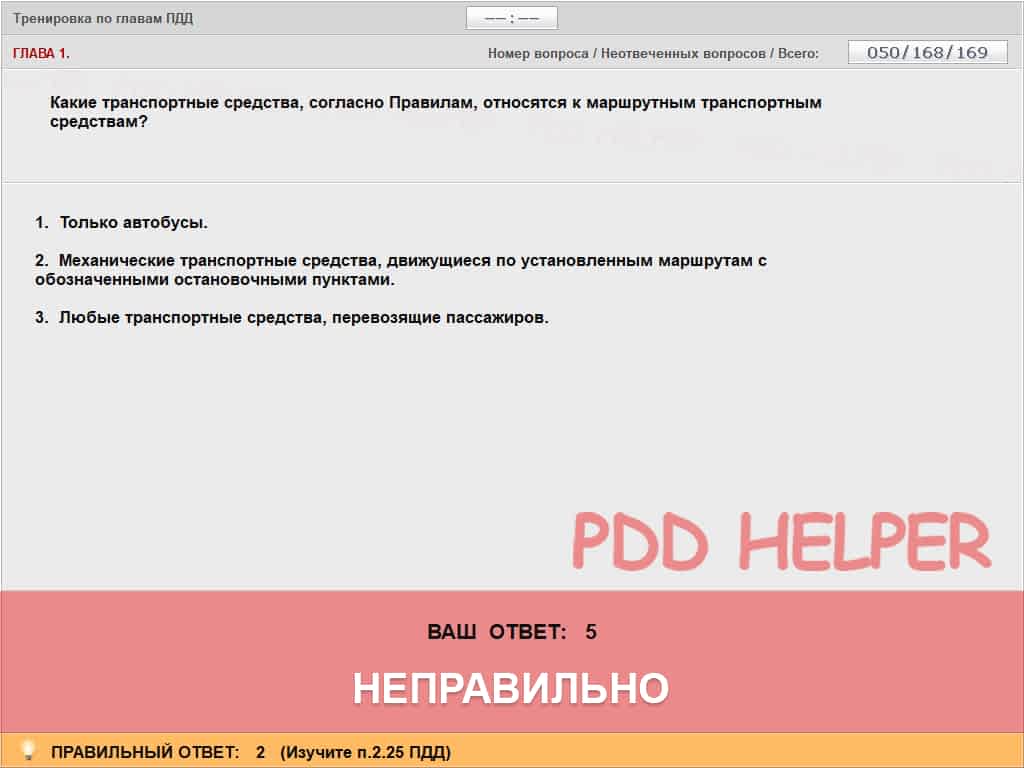 Тренировка по главам ПДД
--- : ---
ГЛАВА 1.
Номер вопроса / Неотвеченных вопросов / Всего:
050/168/169
Какие транспортные средства, согласно Правилам, относятся к маршрутным транспортным
средствам?
1. Только автобусы.
2. Механические транспортные средства, движущиеся по установленным маршрутам с
обозначенными остановочными пунктами.
3. Любые транспортные средства, перевозящие пассажиров.
PDD HELPER
ВАШ ОТВЕТ: 5
НЕПРАВИЛЬНО
ПРАВИЛЬНЫЙ ОТВЕТ: 2 (Изучите п.2.25 ПДД)